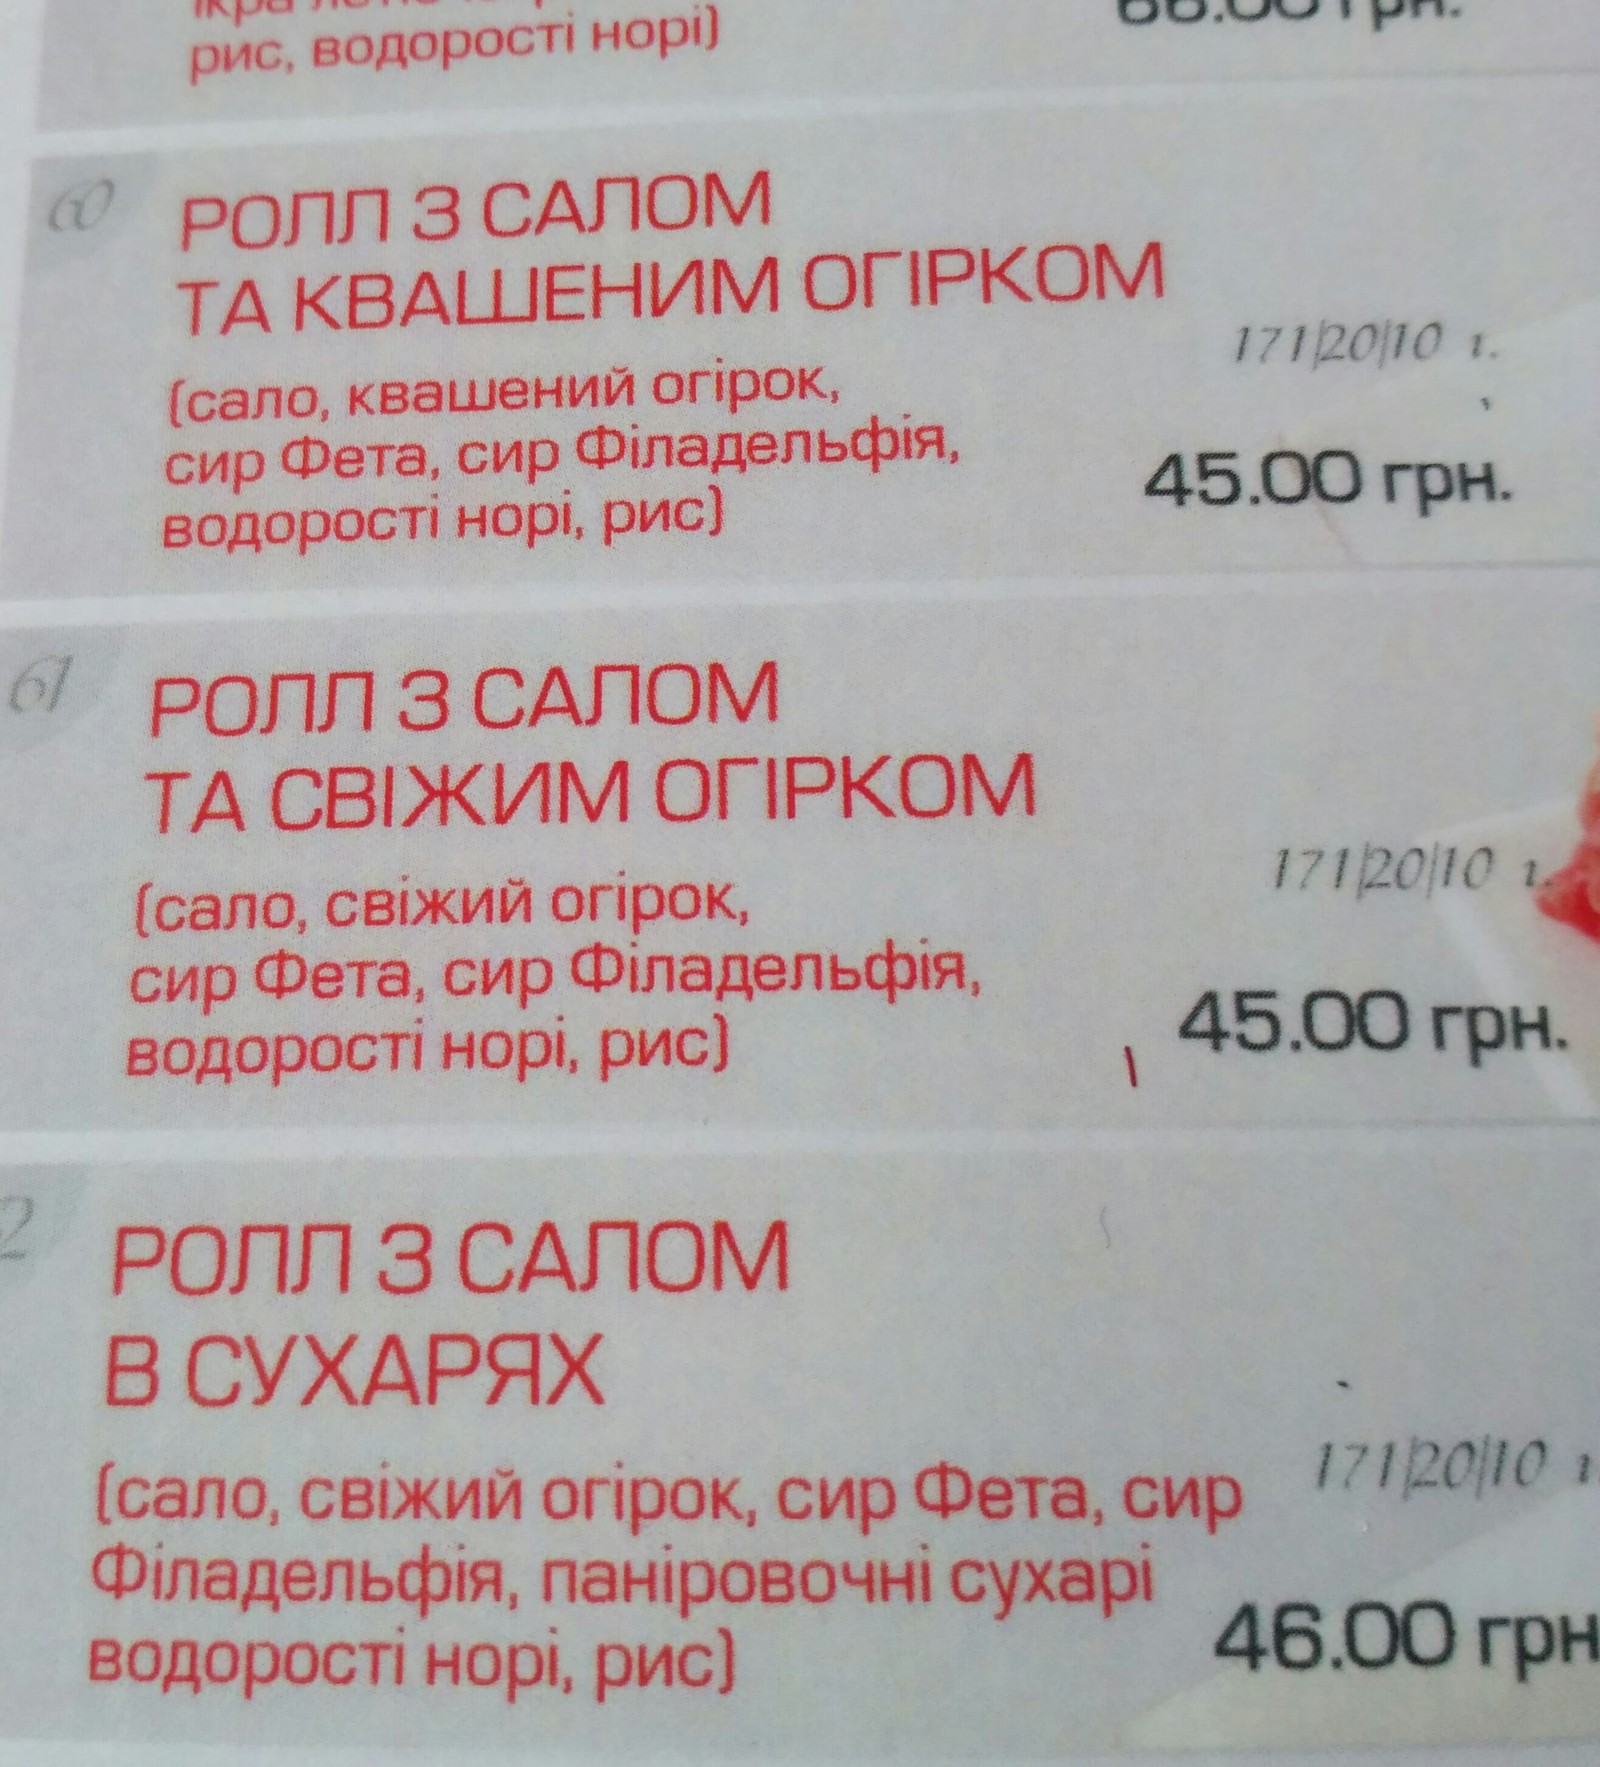 рис, водорості норі)
60
РОЛЛ З САЛОМ
ТА КВАШЕНИМ ОГІРКОМ
171|20|10 г.
(сало, квашений огірок,
сир Фета, сир Філадельфія,
водорості норі, рис)
45.00 грн.
61
РОЛЛ З САЛОМ
ТА СВІЖИМ ОГІРКОМ
171|20|10 г.
(сало, свіжий огірок,
сир Фета, сир Філадельфія,
водорості норі, рис)
45.00 грн.
2
РОЛЛ З САЛОМ
В СУХАРЯХ
171|20|10 г.
(сало, свіжий огірок, сир Фета, сир
Філадельфія, паніровочні сухарі
водорості норі, рис)
46.00 грн